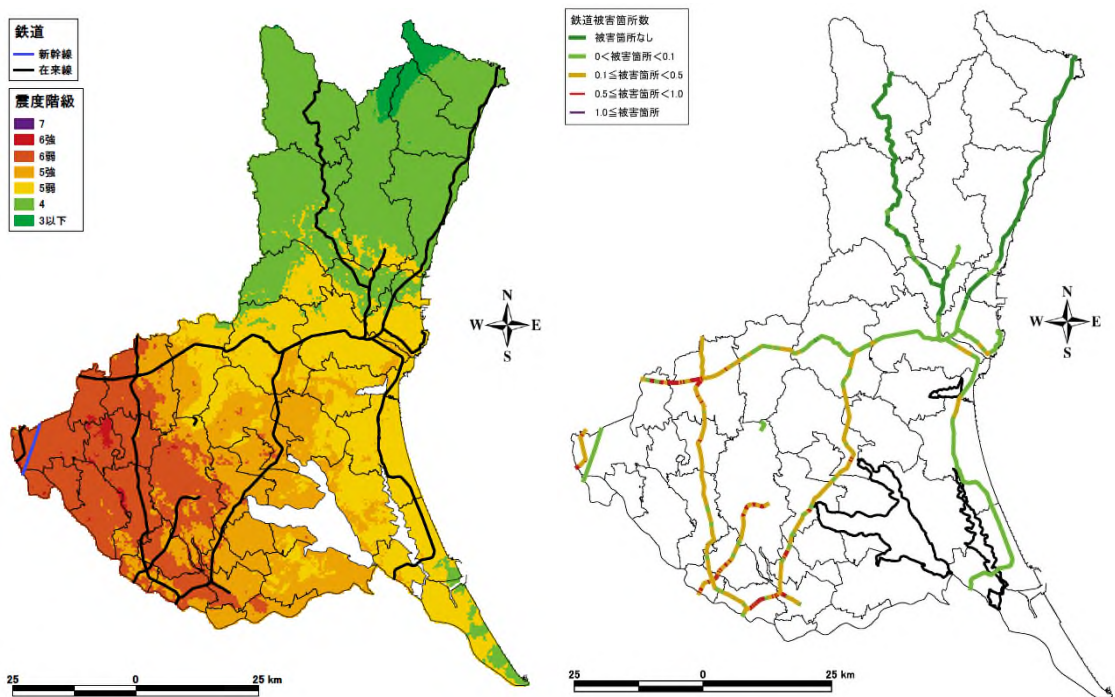 鉄道
新幹線
在来線
震度階級
7
6強
6弱
5強
5弱
4
3以下
N
W
E
S
25
0
25 km
鉄道被害箇所数
被害箇所なし
0<被害箇所<0.1
0.1≦被害箇所<0.5
0.5≦被害箇所<1.0
1.0≦被害箇所
N
W
E
S
25
0
25 km